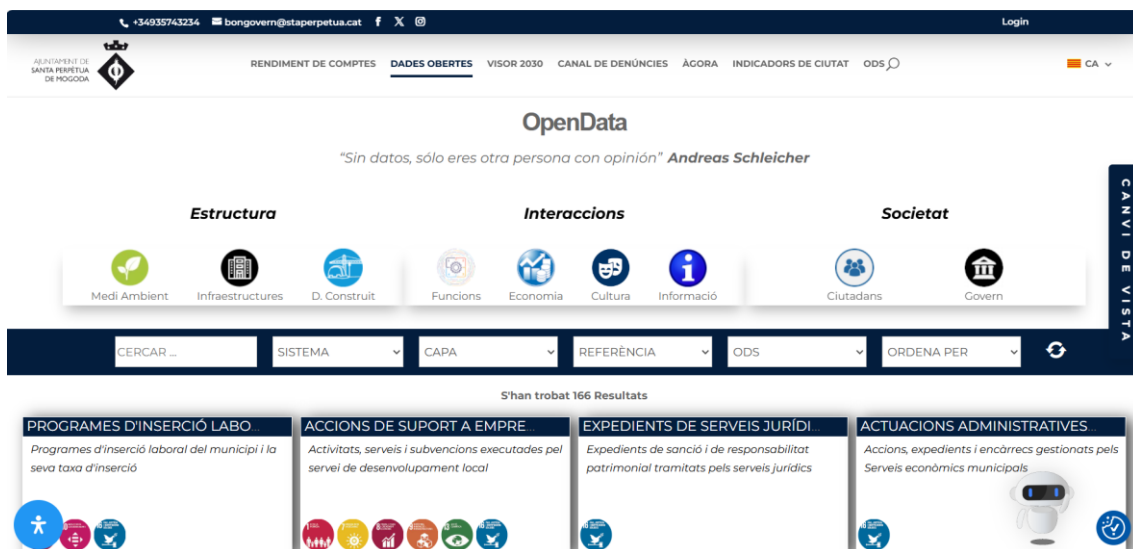 +34935743234 bongovern@staperpetua.cat
Login
AJUNTAMENT DE
SANTA PERPÈTUA
DE MOGODA
RENDIMENT DE COMPTES DADES OBERTES VISOR 2030 CANAL DE DENÚNCIES ÀGORA INDICADORS DE CIUTAT ODS
CA
OpenData
“Sin datos, sólo eres otra persona con opinión” Andreas Schleicher
CANVI DE VISTA
Estructura
Interaccions
Societat
Medi Ambient Infraestructures D. Construit
Funcions Economia Cultura Informació
Ciutadans Govern
CERCAR ... SISTEMA CAPA REFERÈNCIA ODS ORDENA PER
S'han trobat 166 Resultats
PROGRAMES D'INSERCIÓ LABO...
Programes d'inserció laboral del municipi i la
seva taxa d'inserció
ACCIONS DE SUPORT A EMPRE...
Activitats, serveis i subvencions executades pel
servei de desenvolupament local
EXPEDIENTS DE SERVEIS JURÍDI...
Expedients de sanció i de responsabilitat
patrimonial tramitats pels serveis jurídics
ACTUACIONS ADMINISTRATIVES...
Accions, expedients i encàrrecs gestionats pels
Serveis econòmics municipals